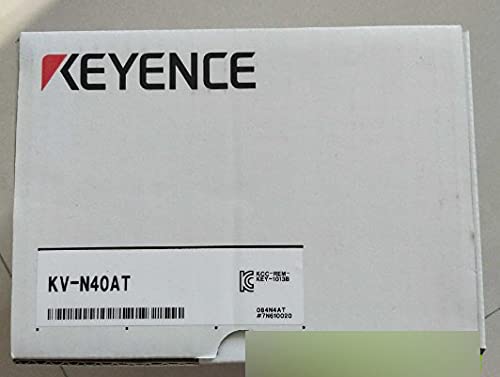 KEYENCE
KV-N40AT
KCC-REM-
KEY-1013B
084N4AT
#7N610020